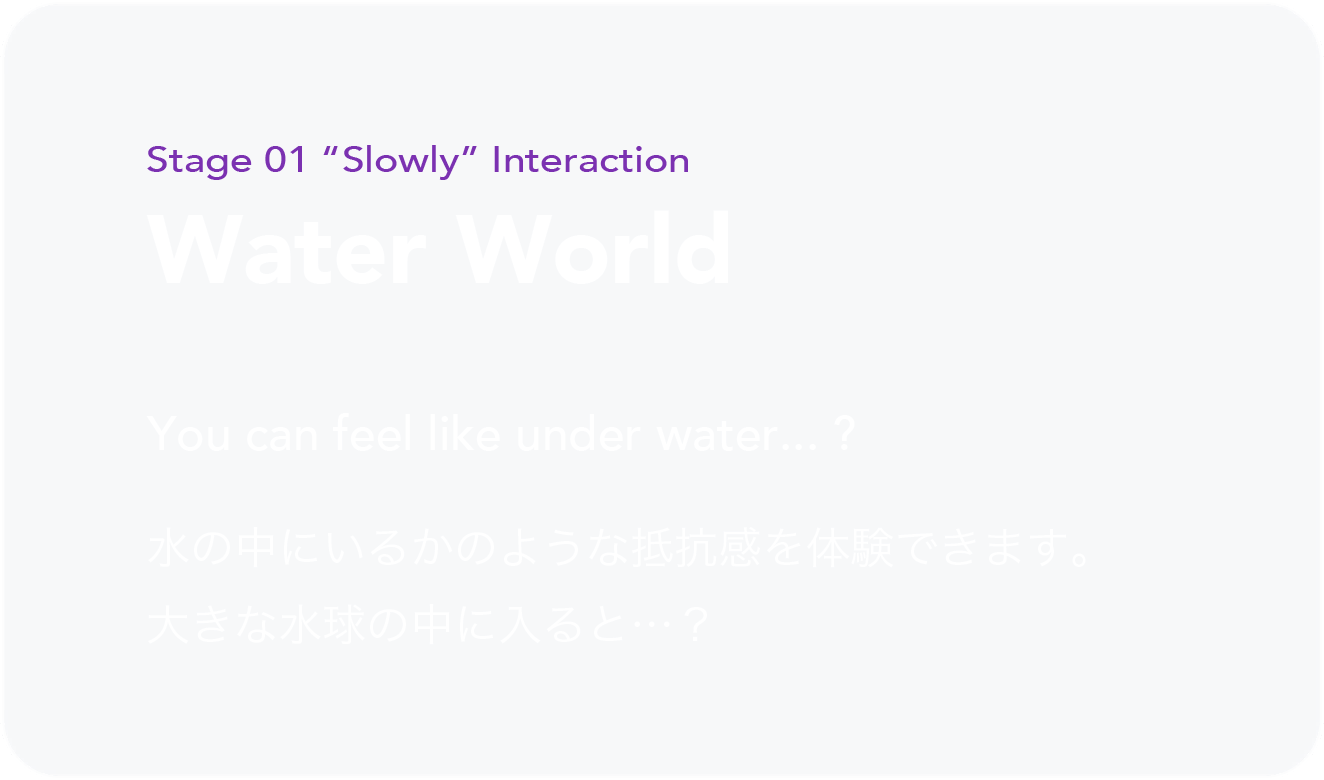 Stage 01 “Slowly” Interaction
Water World
You can feel like under water... ?
水の中にいるかのような抵抗感を体験できます。
大きな水球の中に入ると…？